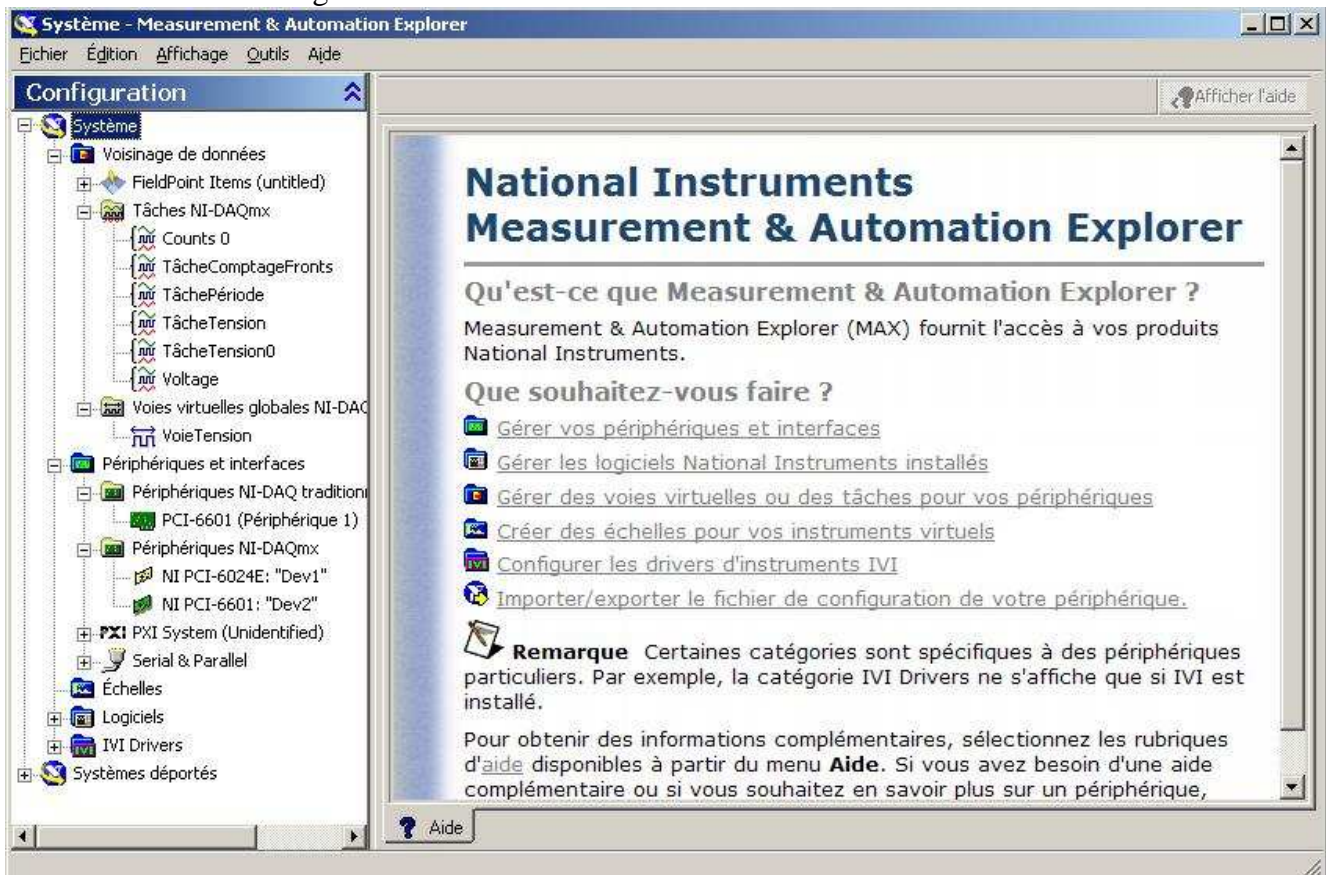 Système - Measurement & Automation Explorer
Fichier Édition Affichage Outils Aide
Configuration
Afficher l'aide
Système
Voisinage de données
FieldPoint Items (untitled)
Tâches NI-DAQmx
Counts 0
TâcheComptageFronts
TâchePériode
TâcheTension
TâcheTension0
Voltage
Voies virtuelles globales NI-DAQ
VoieTension
Périphériques et interfaces
Périphériques NI-DAQ traditionn
PCI-6601 (Périphérique 1)
Périphériques NI-DAQmx
NI PCI-6024E: "Dev1"
NI PCI-6601: "Dev2"
PXI PXI System (Unidentified)
Serial & Parallel
Échelles
Logiciels
IVI Drivers
Systèmes déportés
National Instruments
Measurement & Automation Explorer
Qu'est-ce que Measurement & Automation Explorer ?
Measurement & Automation Explorer (MAX) fournit l'accès à vos produits
National Instruments.
Que souhaitez-vous faire ?
Gérer vos périphériques et interfaces
Gérer les logiciels National Instruments installés
Gérer des voies virtuelles ou des tâches pour vos périphériques
Créer des échelles pour vos instruments virtuels
Configurer les drivers d'instruments IVI
Importer/exporter le fichier de configuration de votre périphérique.
Remarque Certaines catégories sont spécifiques à des périphériques
particuliers. Par exemple, la catégorie IVI Drivers ne s'affiche que si IVI est
installé.
Pour obtenir des informations complémentaires, sélectionnez les rubriques
d'aide disponibles à partir du menu Aide. Si vous avez besoin d'une aide
complémentaire ou si vous souhaitez en savoir plus sur un périphérique,
Aide